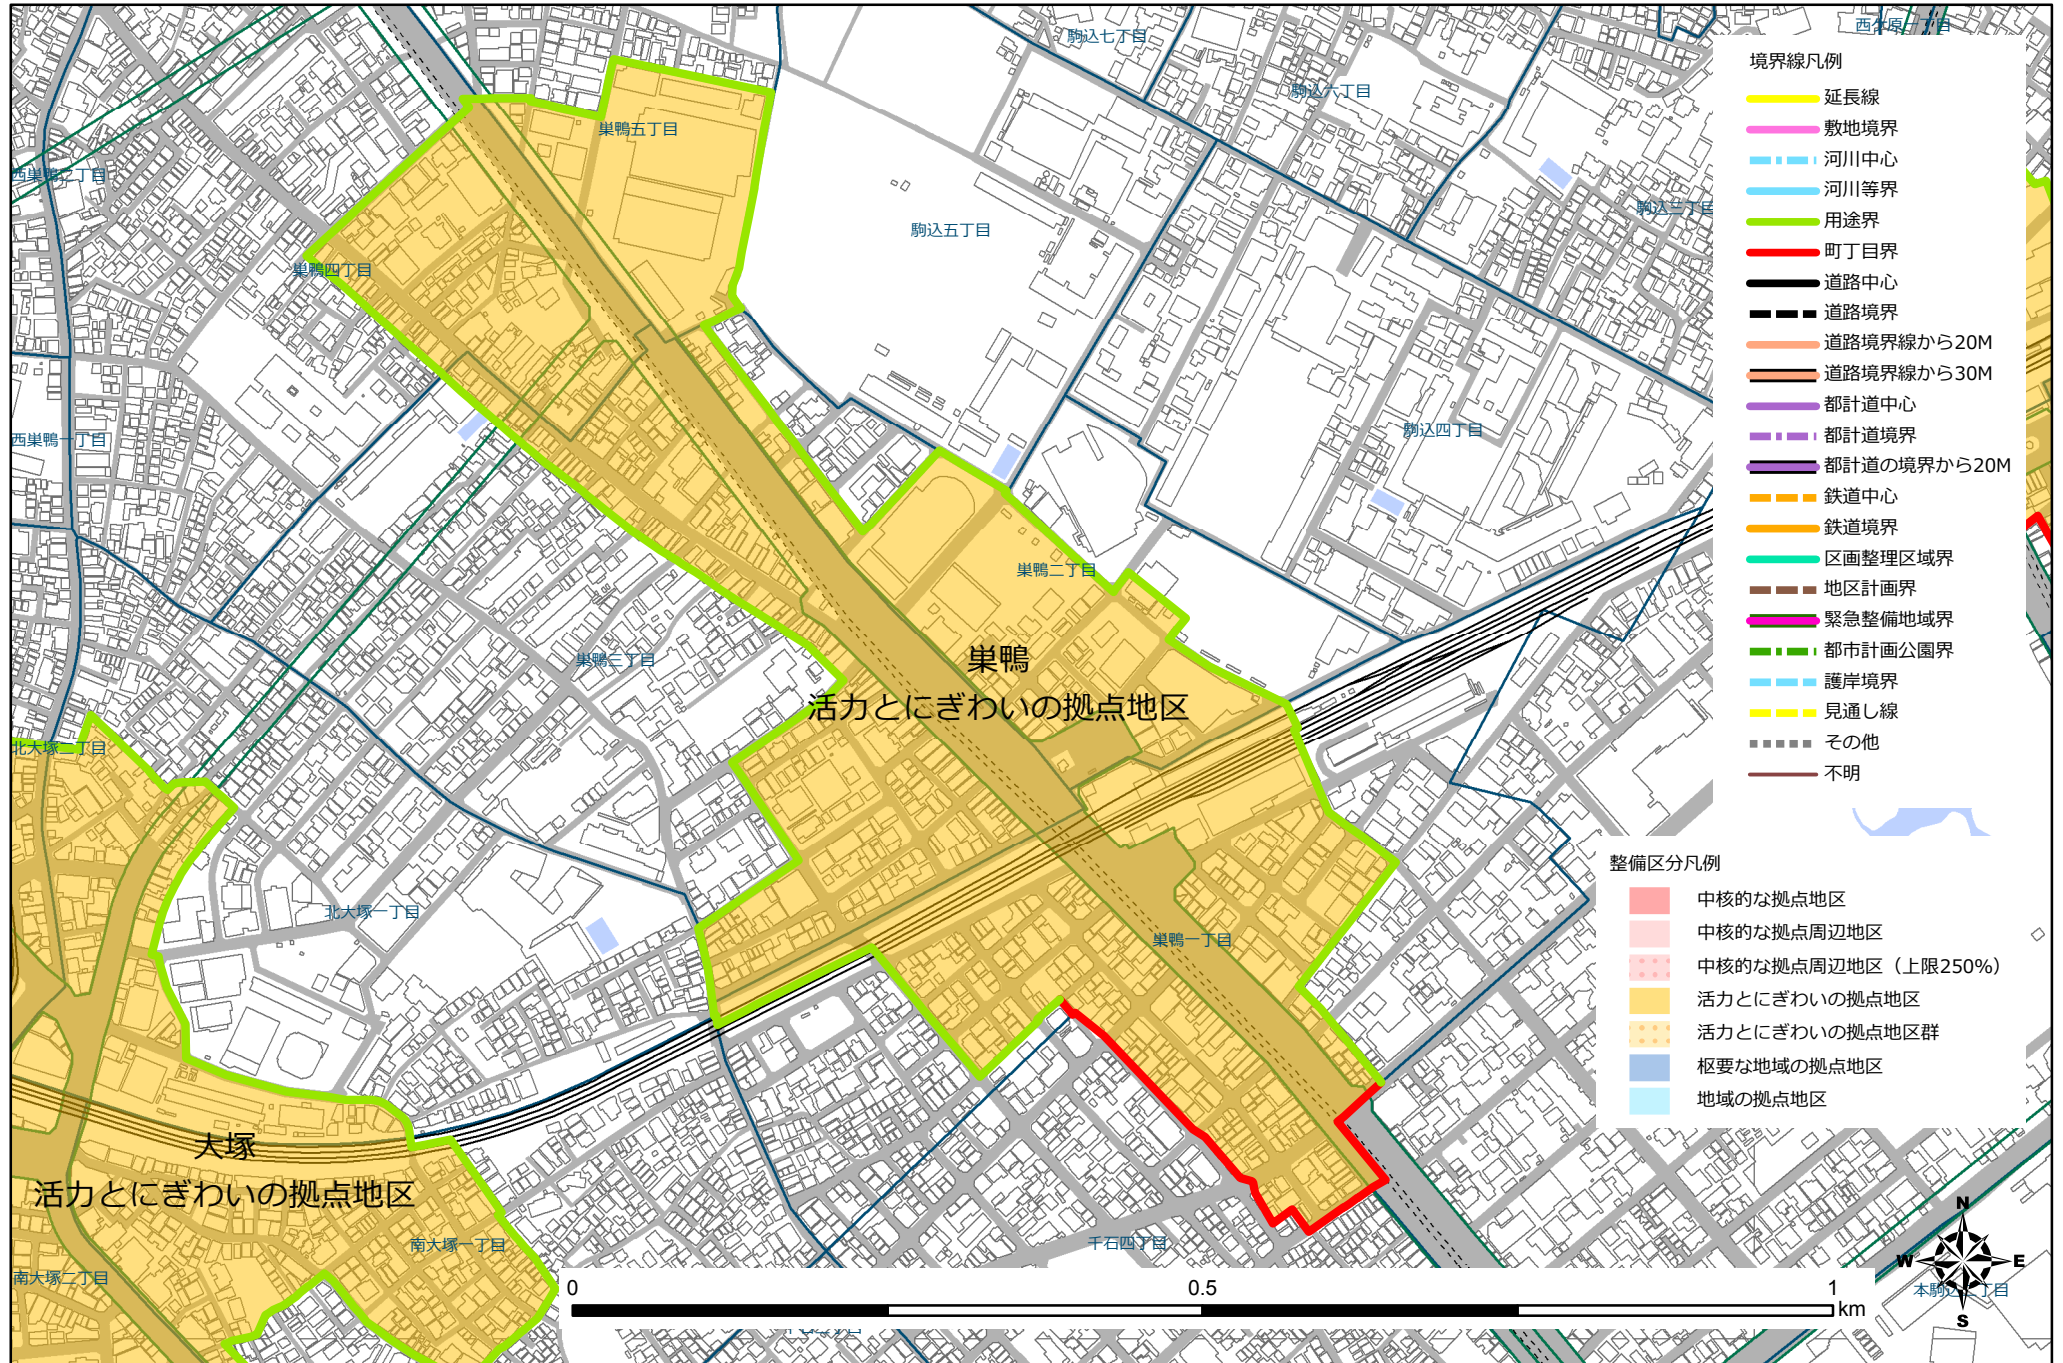 西ケ原一丁目
駒込七丁目
駒込六丁目
巣鴨五丁目
西巣鴨二丁目
駒込三丁目
駒込五丁目
巣鴨四丁目
駒込四丁目
西巣鴨一丁目
巣鴨二丁目
巣鴨三丁目
巣鴨
活力とにぎわいの拠点地区
北大塚二丁目
北大塚一丁目
巣鴨一丁目
大塚
活力とにぎわいの拠点地区
南大塚一丁目
千石四丁目
南大塚二丁目
境界線凡例
延長線
敷地境界
河川中心
河川等界
用途界
町丁目界
道路中心
道路境界
道路境界線から20M
道路境界線から30M
都計道中心
都計道境界
都計道の境界から20M
鉄道中心
鉄道境界
区画整理区域界
地区計画界
緊急整備地域界
都市計画公園界
護岸境界
見通し線
その他
不明
整備区分凡例
中核的な拠点地区
中核的な拠点周辺地区
中核的な拠点周辺地区（上限250%）
活力とにぎわいの拠点地区
活力とにぎわいの拠点地区群
枢要な地域の拠点地区
地域の拠点地区
N
W E
S
0 0.5 1
km